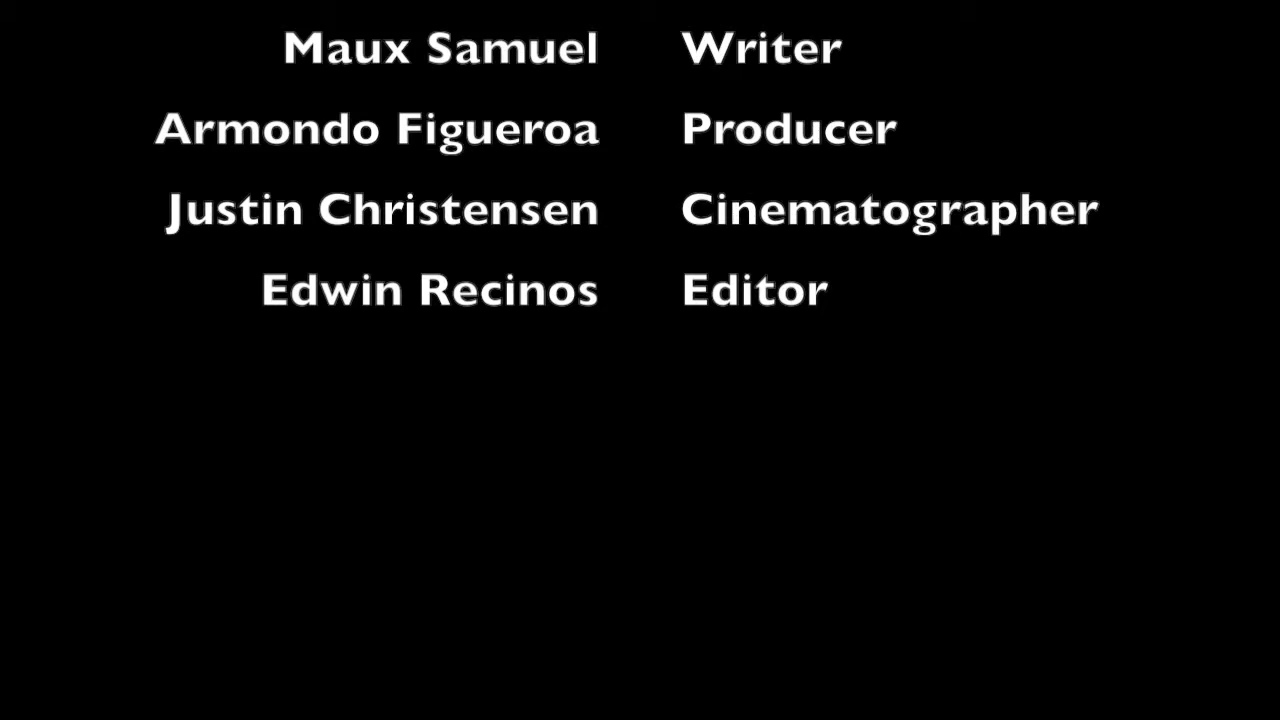 Maux Samuel Writer
Armondo Figueroa Producer
Justin Christensen Cinematographer
Edwin Recinos Editor